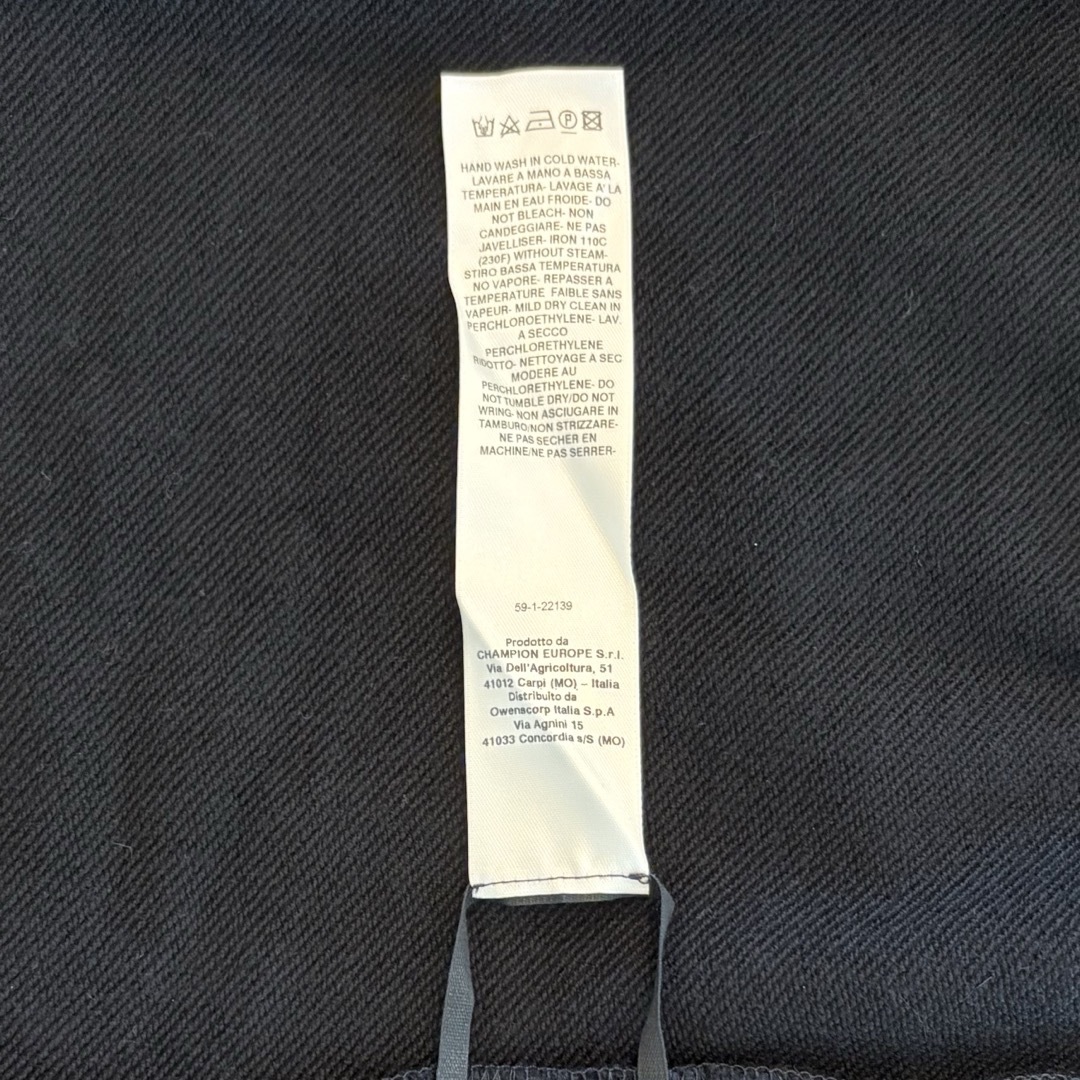 HAND WASH IN COLD WATER-
LAVARE A MANO A BASSA
TEMPERATURA- LAVAGE A' LA
MAIN EN EAU FROIDE- DO
NOT BLEACH- NON
CANDEGGIARE- NE PAS
JAVELLISER- IRON 110C
(230F) WITHOUT STEAM-
STIRO BASSA TEMPERATURA
NO VAPORE- REPASSER A
TEMPERATURE FAIBLE SANS
VAPEUR- MILD DRY CLEAN IN
PERCHLOROETHYLENE- LAV.
A SECCO
PERCHLORETHYLENE
RIDOTTO- NETTOYAGE A SEC
MODERE AU
PERCHLORETHYLENE- DO
NOT TUMBLE DRY/DO NOT
WRING- NON ASCIUGARE IN
TAMBURO/NON STRIZZARE-
NE PAS SECHER EN
MACHINE/NE PAS SERRER-
59-1-22139
Prodotto da
CHAMPION EUROPE S.r.l.
Via Dell'Agricoltura, 51
41012 Carpi (MO) – Italia
Distribuito da
Owenscorp Italia S.p.A
Via Agnini 15
41033 Concordia s/S (MO)